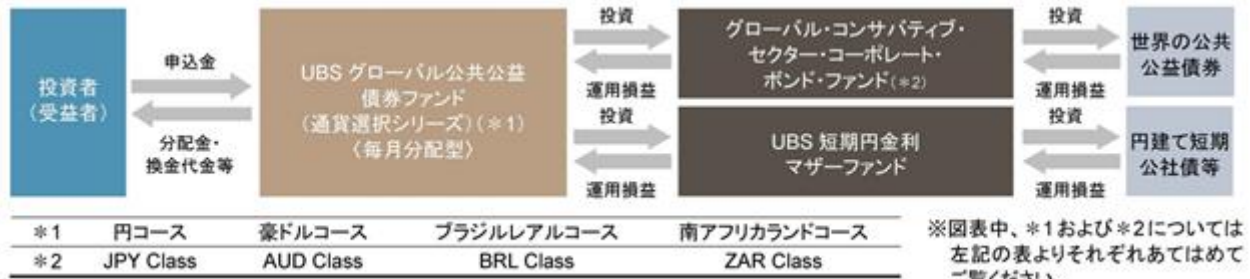 投資者
(受益者)
申込金
分配金・
換金代金等
UBS グローバル公共公益
債券ファンド
(通貨選択シリーズ)(*1)
〈毎月分配型〉
投資
運用損益
投資
運用損益
グローバル・コンサバティブ・
セクター・コーポレート・
ボンド・ファンド(*2)
UBS 短期円金利
マザーファンド
投資
運用損益
投資
運用損益
世界の公共
公益債券
円建て短期
公社債等
*1 円コース 豪ドルコース ブラジルレアルコース 南アフリカランドコース
*2 JPY Class AUD Class BRL Class ZAR Class
※図表中、*1および*2については
左記の表よりそれぞれあてはめて
ご覧ください。